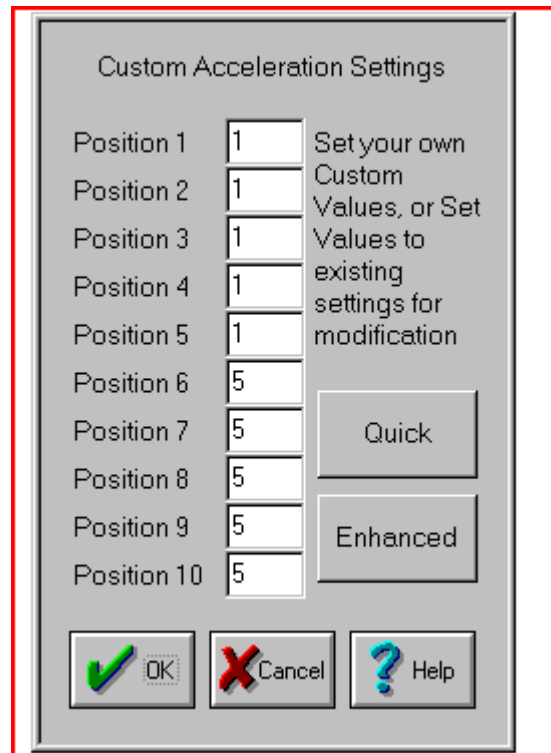 Custom Acceleration Settings
Position 1 1
Position 2 1
Position 3 1
Position 4 1
Position 5 1
Position 6 5
Position 7 5
Position 8 5
Position 9 5
Position 10 5
Set your own
Custom
Values, or Set
Values to
existing
settings for
modification
Quick
Enhanced
OK
Cancel
Help